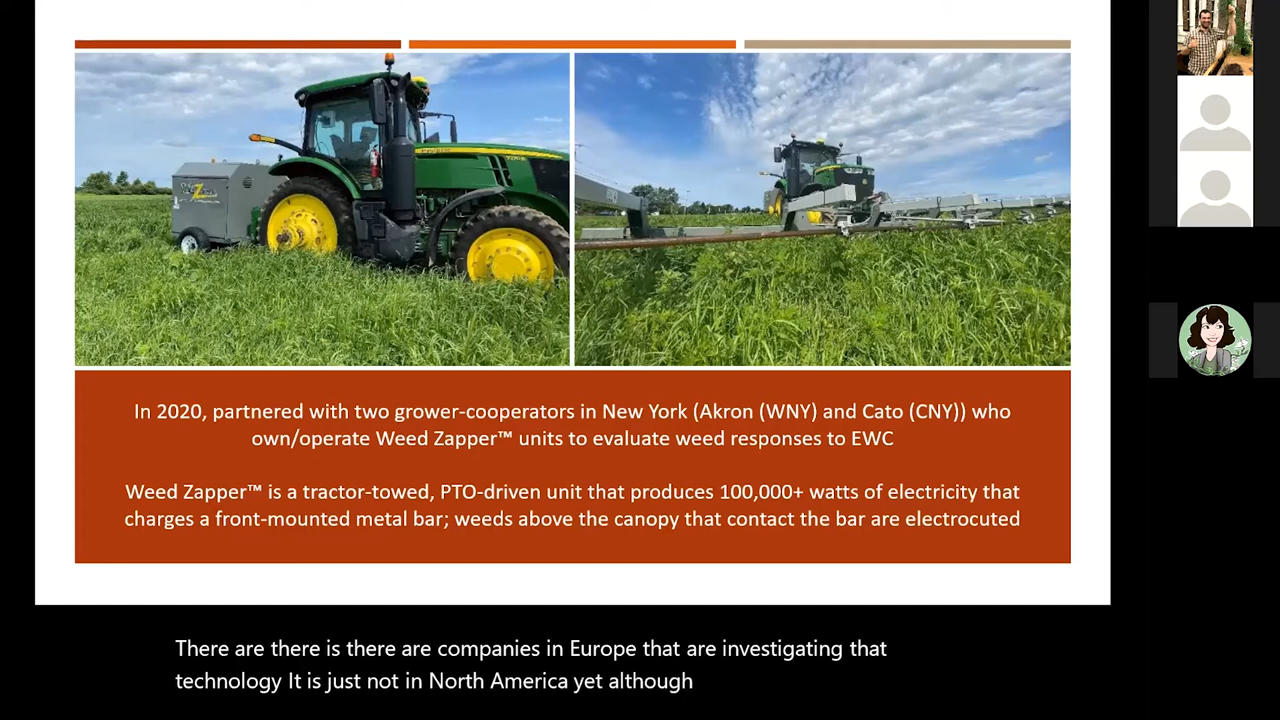 In 2020, partnered with two grower-cooperators in New York (Akron (WNY) and Cato (CNY)) who
own/operate Weed Zapper™ units to evaluate weed responses to EWC
Weed Zapper™ is a tractor-towed, PTO-driven unit that produces 100,000+ watts of electricity that
charges a front-mounted metal bar; weeds above the canopy that contact the bar are electrocuted
There are there is there are companies in Europe that are investigating that
technology It is just not in North America yet although